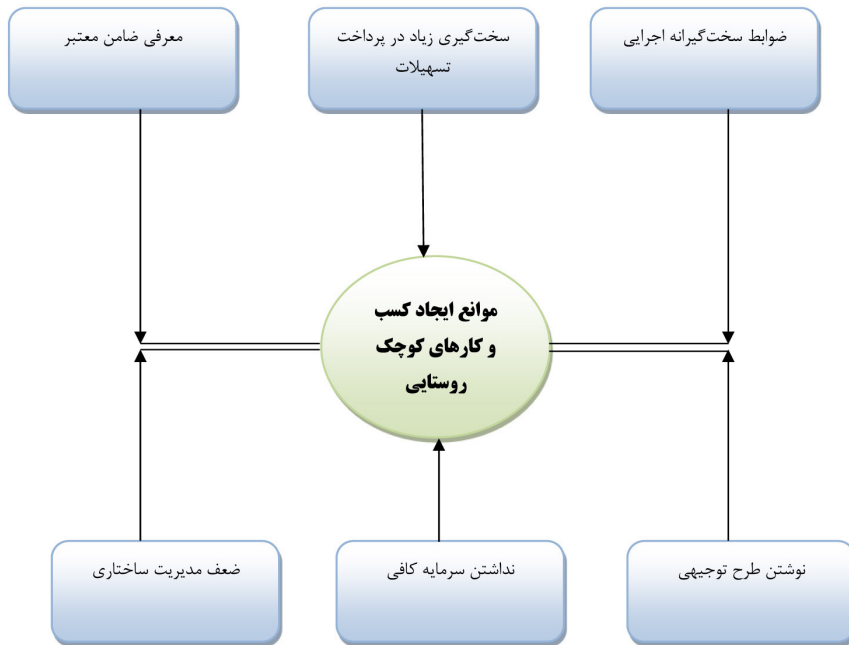 ضوابط سخت‌گیرانه اجرایی
سخت‌گیری زیاد در پرداخت
تسهیلات
معرفی ضامن معتبر
موانع ایجاد کسب
و کارهای کوچک
روستایی
نوشتن طرح توجیهی
نداشتن سرمایه کافی
ضعف مدیریت ساختاری